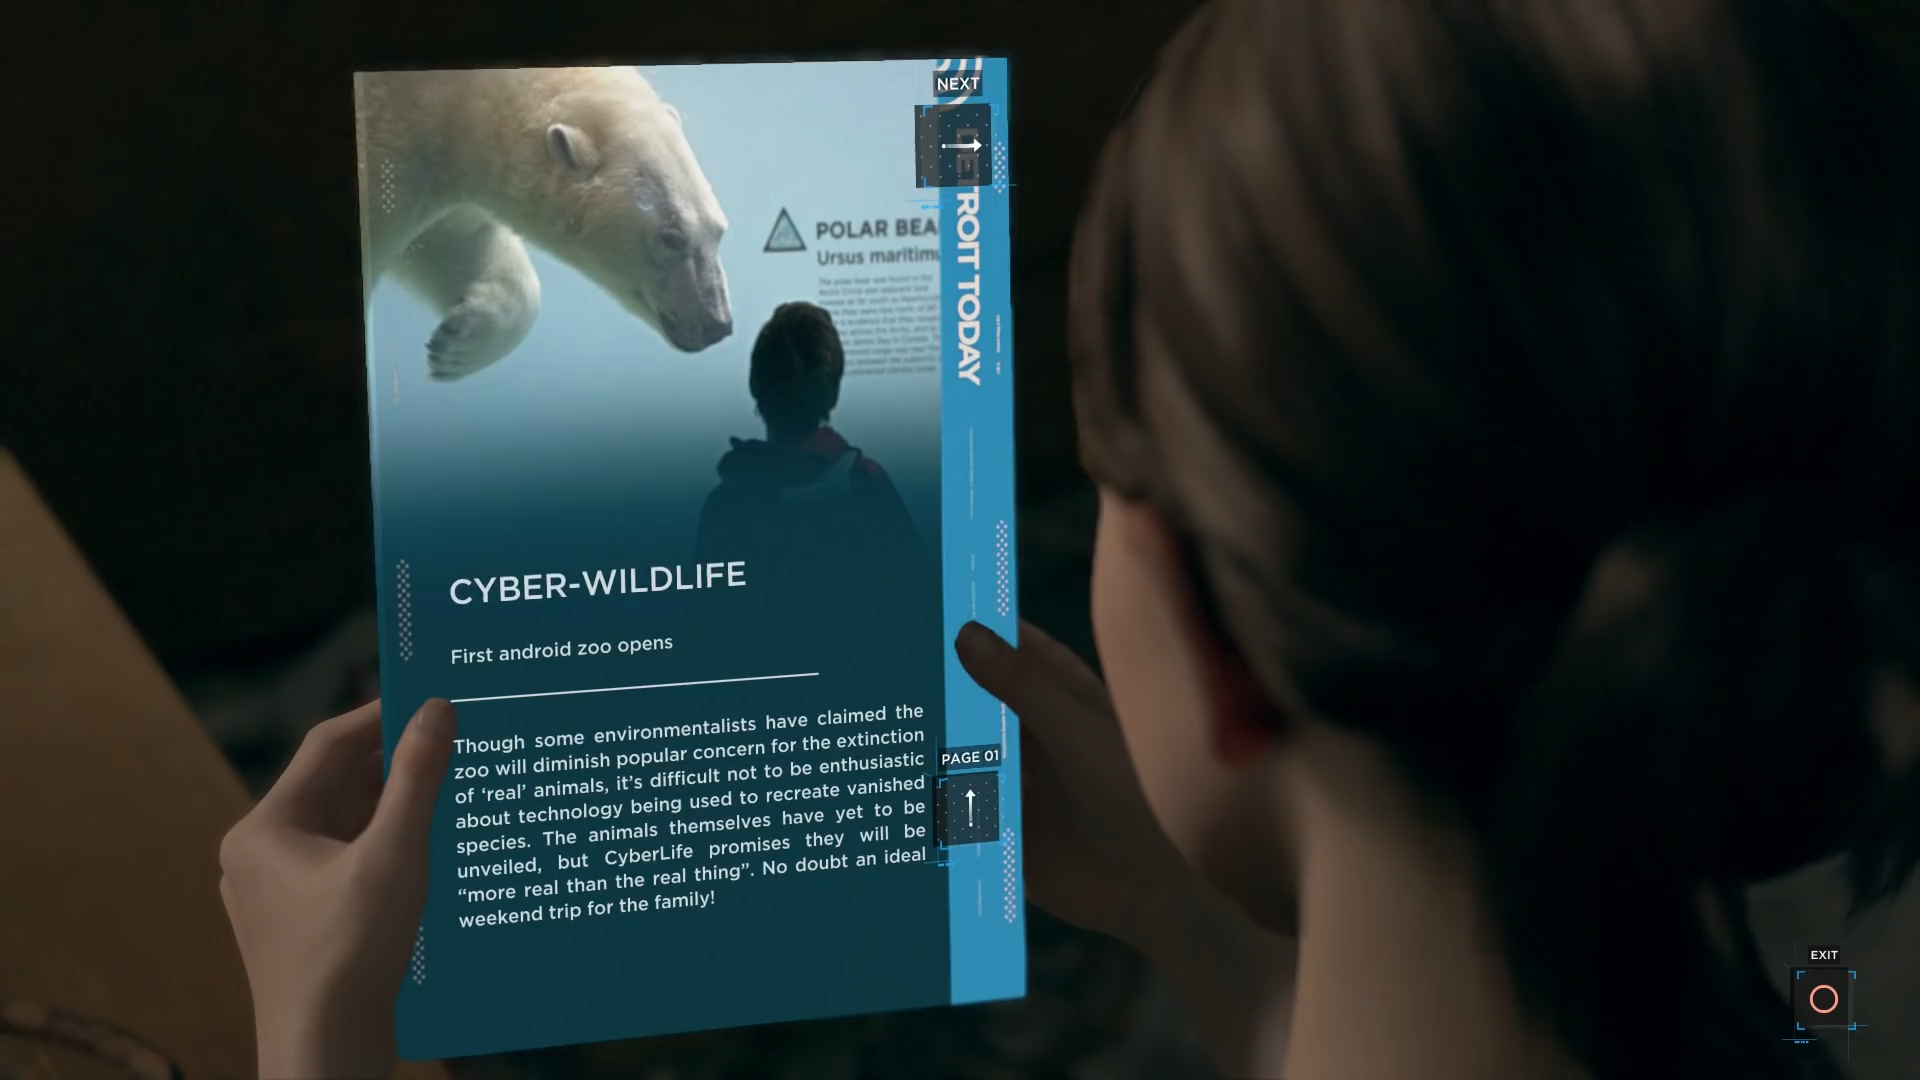 NEXT
DETROIT TODAY
POLAR BEA
Ursus maritimu
CYBER-WILDLIFE
First android zoo opens
Though some environmentalists have claimed the
zoo will diminish popular concern for the extinction
of ‘real’ animals, it’s difficult not to be enthusiastic
about technology being used to recreate vanished
species. The animals themselves have yet to be
unveiled, but CyberLife promises they will be
“more real than the real thing”. No doubt an ideal
weekend trip for the family!
PAGE 01
EXIT